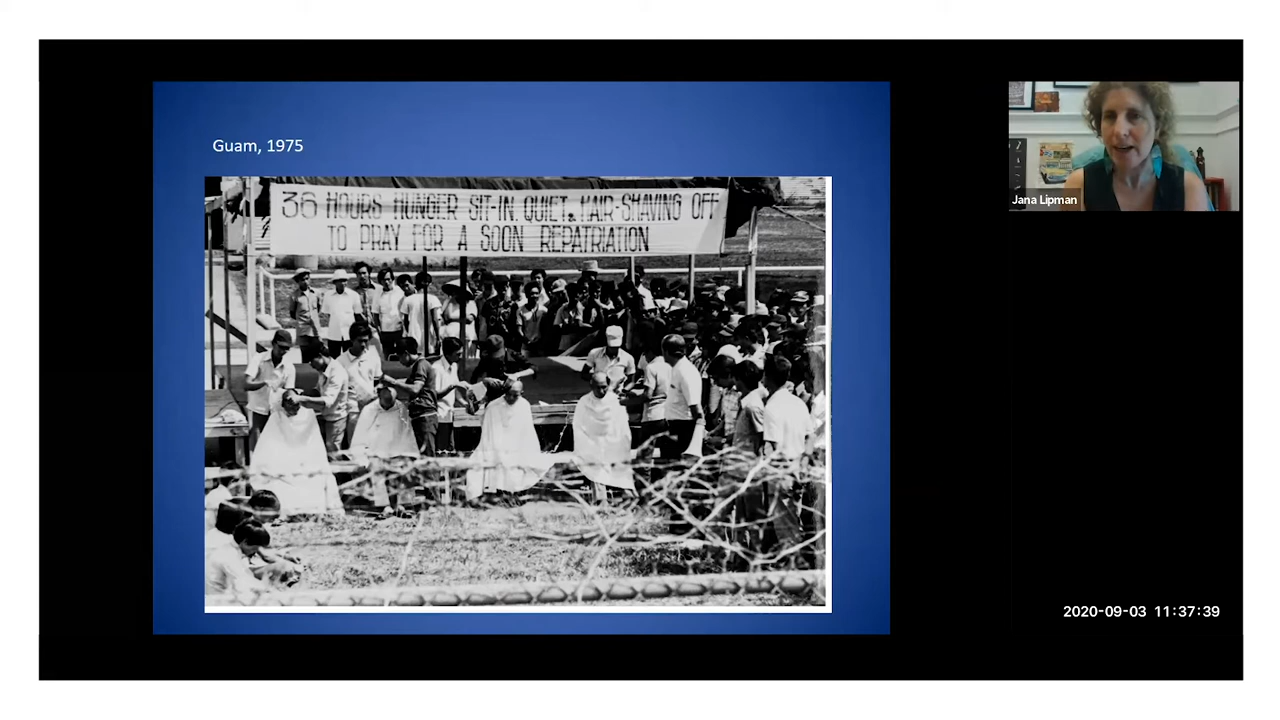 Guam, 1975
36 HOURS HUNGER SIT-IN QUIET & HAIR-SHAVING OFF
TO PRAY FOR A SOON REPATRIATION
Jana Lipman
2020-09-03 11:37:39